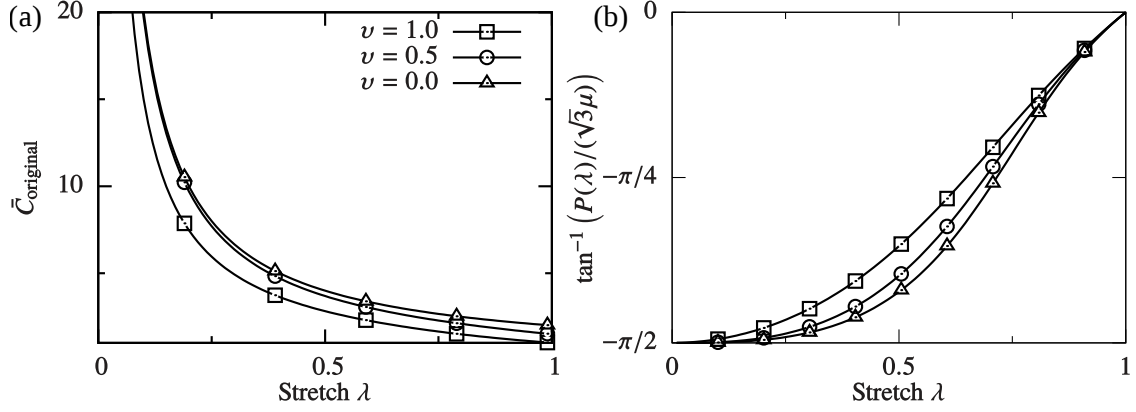 (a)
20
10
C̄original
υ = 1.0
υ = 0.5
υ = 0.0
0
0.5
1
Stretch λ
(b)
0
−π/4
−π/2
tan⁻¹ (P(λ)/(√3μ))
0
0.5
1
Stretch λ